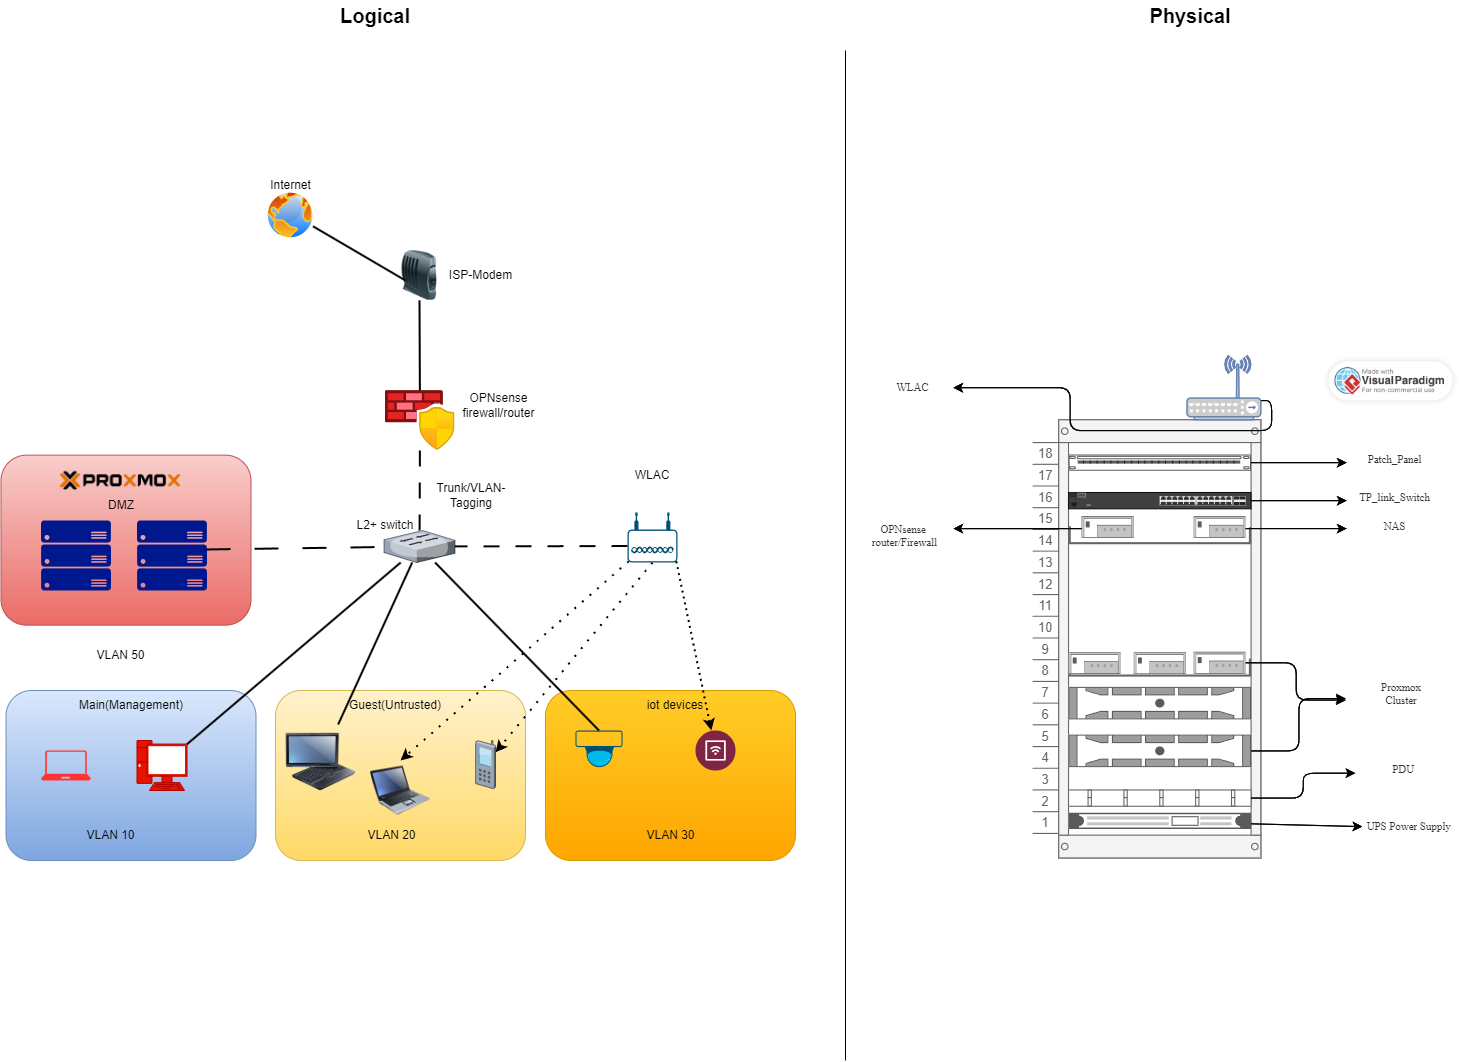 Logical
Internet
ISP-Modem
OPNsense
firewall/router
Trunk/VLAN-
Tagging
L2+ switch
WLAC
PROXMOX
DMZ
VLAN 50
Main(Management)
VLAN 10
Guest(Untrusted)
VLAN 20
iot devices
VLAN 30
Physical
WLAC
Made with
Visual Paradigm
For non-commercial use
18
17
16
15
14
13
12
11
10
9
8
7
6
5
4
3
2
1
Patch_Panel
TP_link_Switch
OPNsense
router/Firewall
NAS
Proxmox
Cluster
PDU
UPS Power Supply